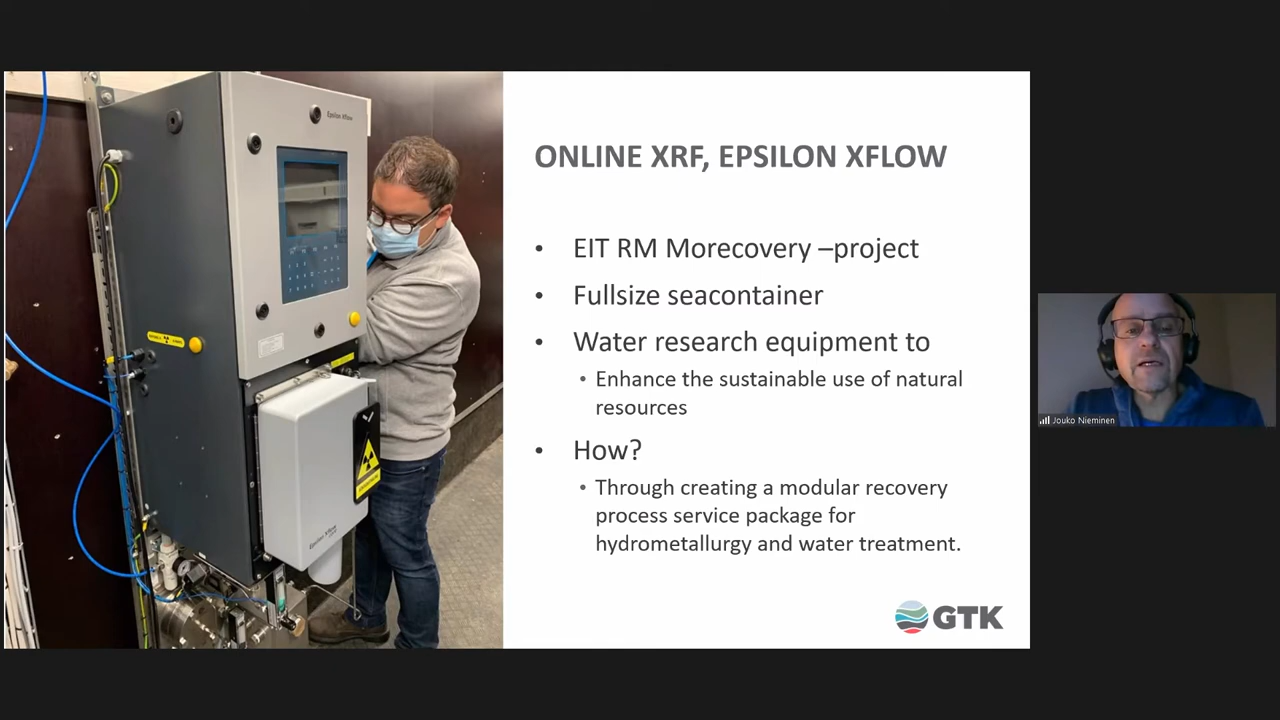 Epsilon Xflow
ONLINE XRF, EPSILON XFLOW
• EIT RM Morecovery –project
• Fullsize seacontainer
• Water research equipment to
• Enhance the sustainable use of natural
resources
• How?
• Through creating a modular recovery
process service package for
hydrometallurgy and water treatment.
Epsilon Xflow
GTK
Jouko Nieminen